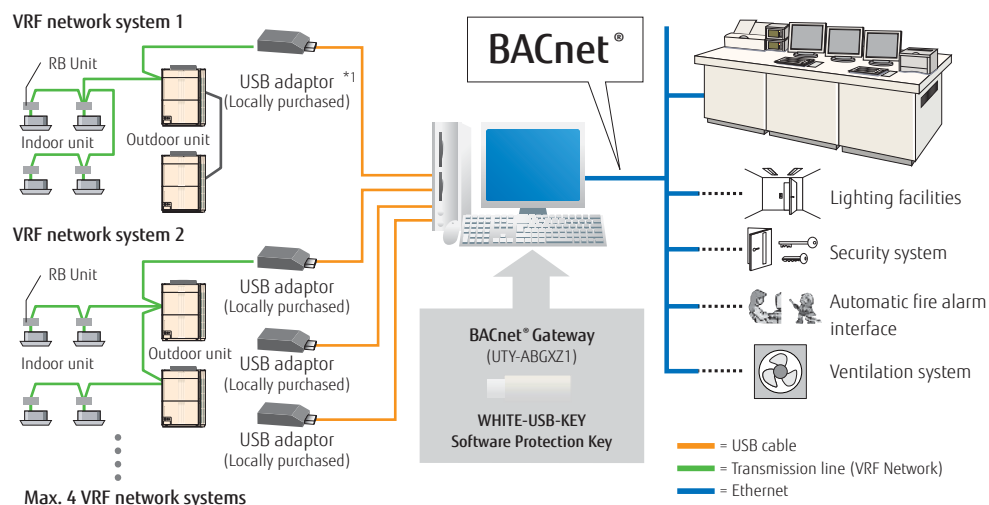 VRF network system 1
RB Unit
Indoor unit
Outdoor unit
USB adaptor *1
(Locally purchased)
VRF network system 2
RB Unit
Indoor unit
Outdoor unit
USB adaptor
(Locally purchased)
USB adaptor
(Locally purchased)
USB adaptor
(Locally purchased)
Max. 4 VRF network systems
BACnet®
BACnet® Gateway
(UTY-ABGXZ1)
WHITE-USB-KEY
Software Protection Key
Lighting facilities
Security system
Automatic fire alarm
interface
Ventilation system
= USB cable
= Transmission line (VRF Network)
= Ethernet